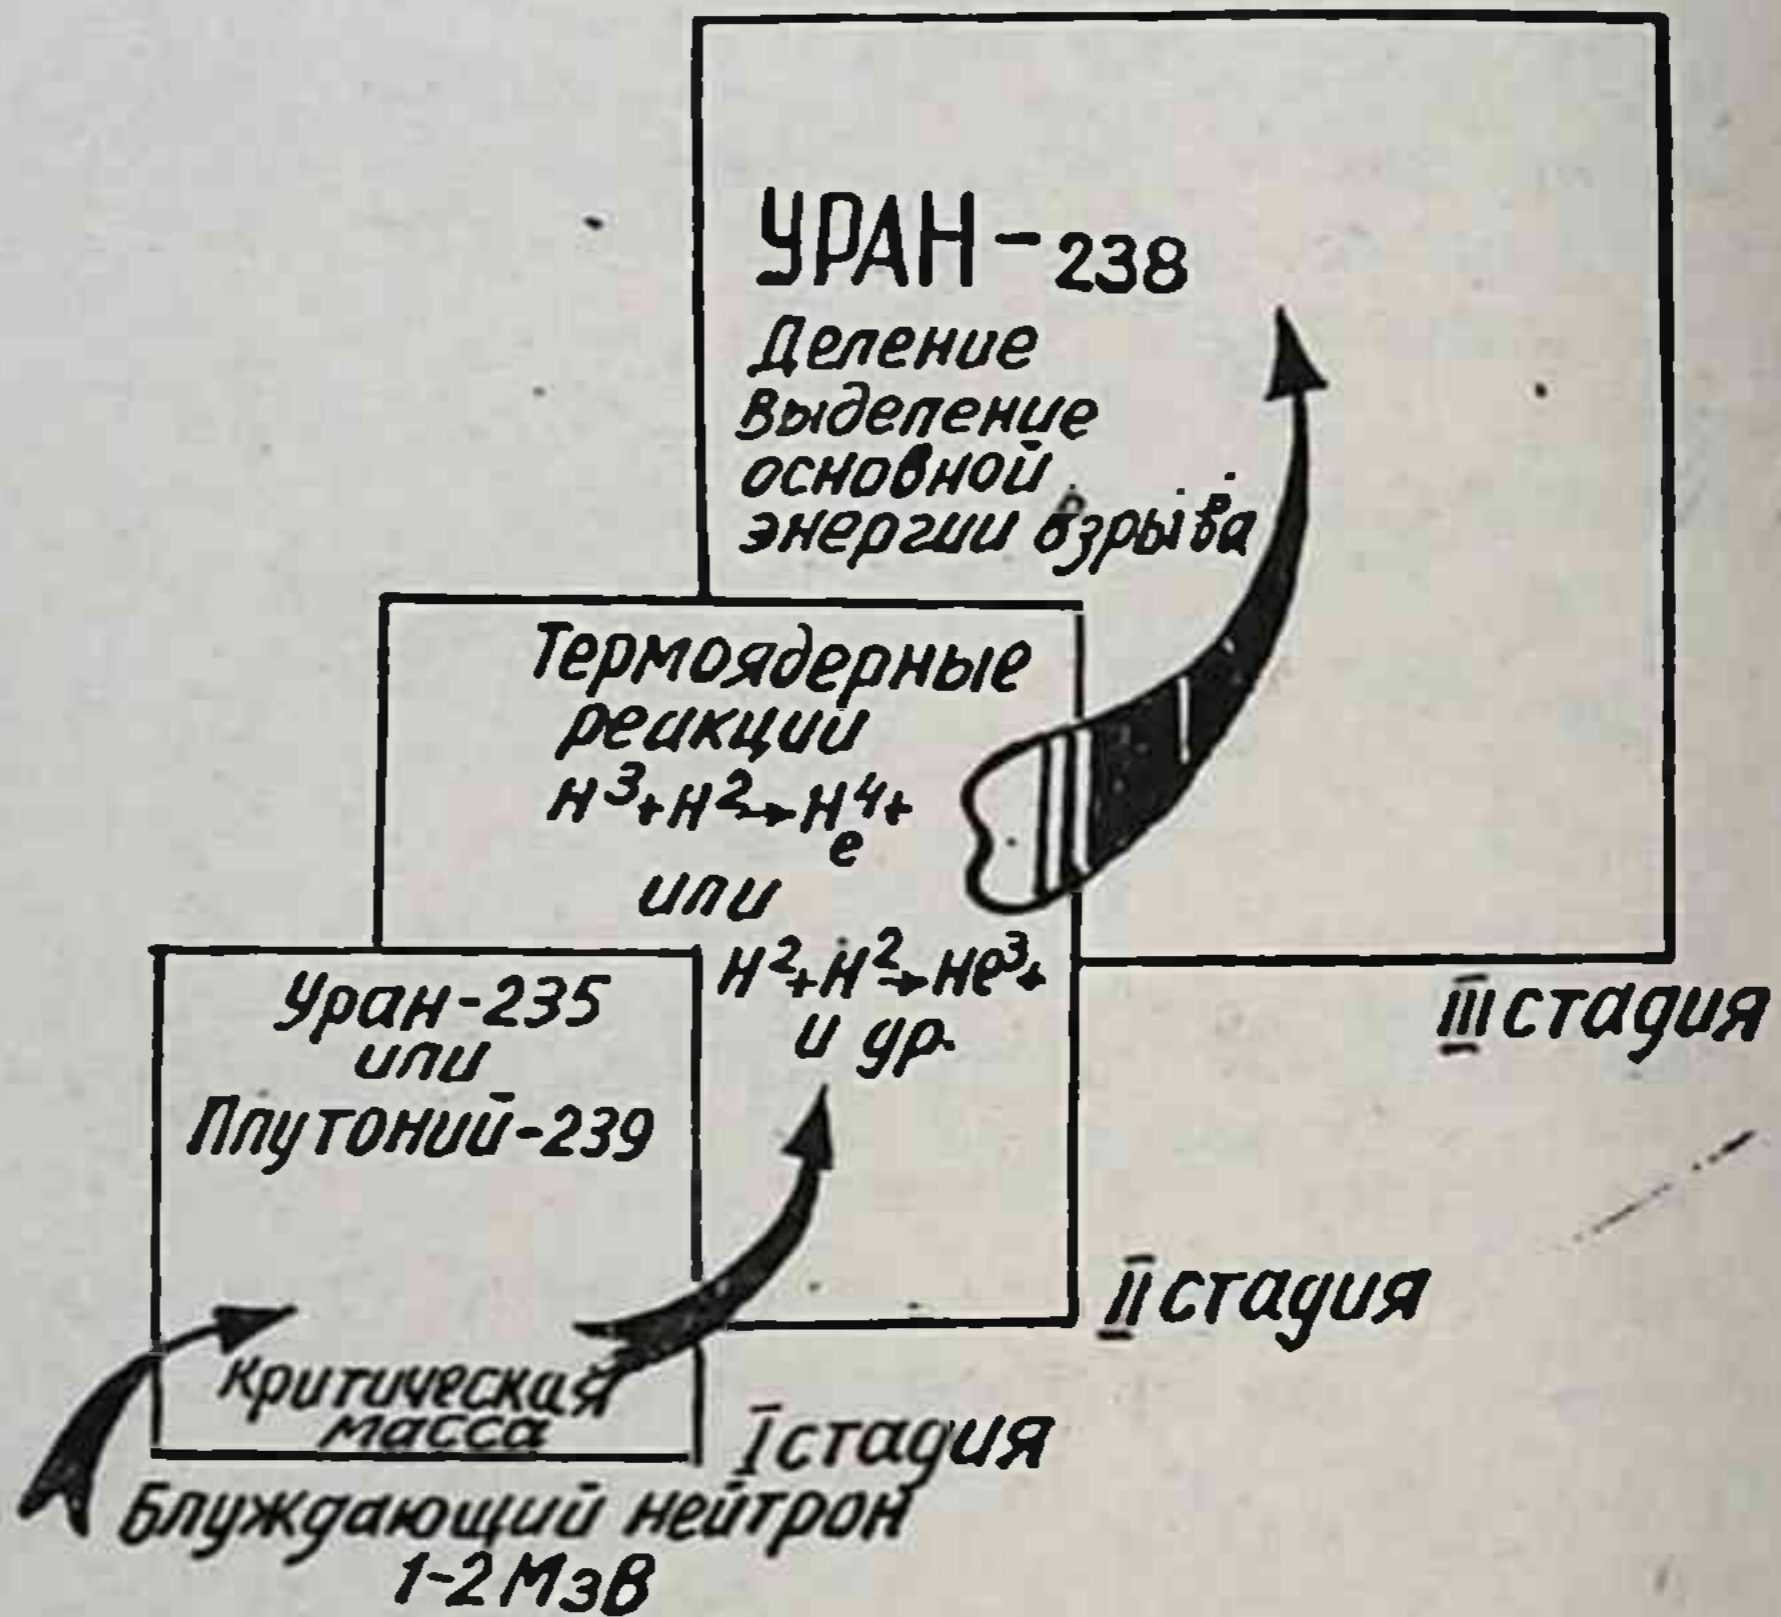 УРАН-238
Деление
Выделение
основной
энергии взрыва
Термоядерные
реакций
H³+H²→He⁴+
или
H²+H²→He³+
и др.
Уран-235
или
Плутоний-239
критическая
масса
I стадия
II стадия
III стадия
Блуждающий нейтрон
1-2 МэВ